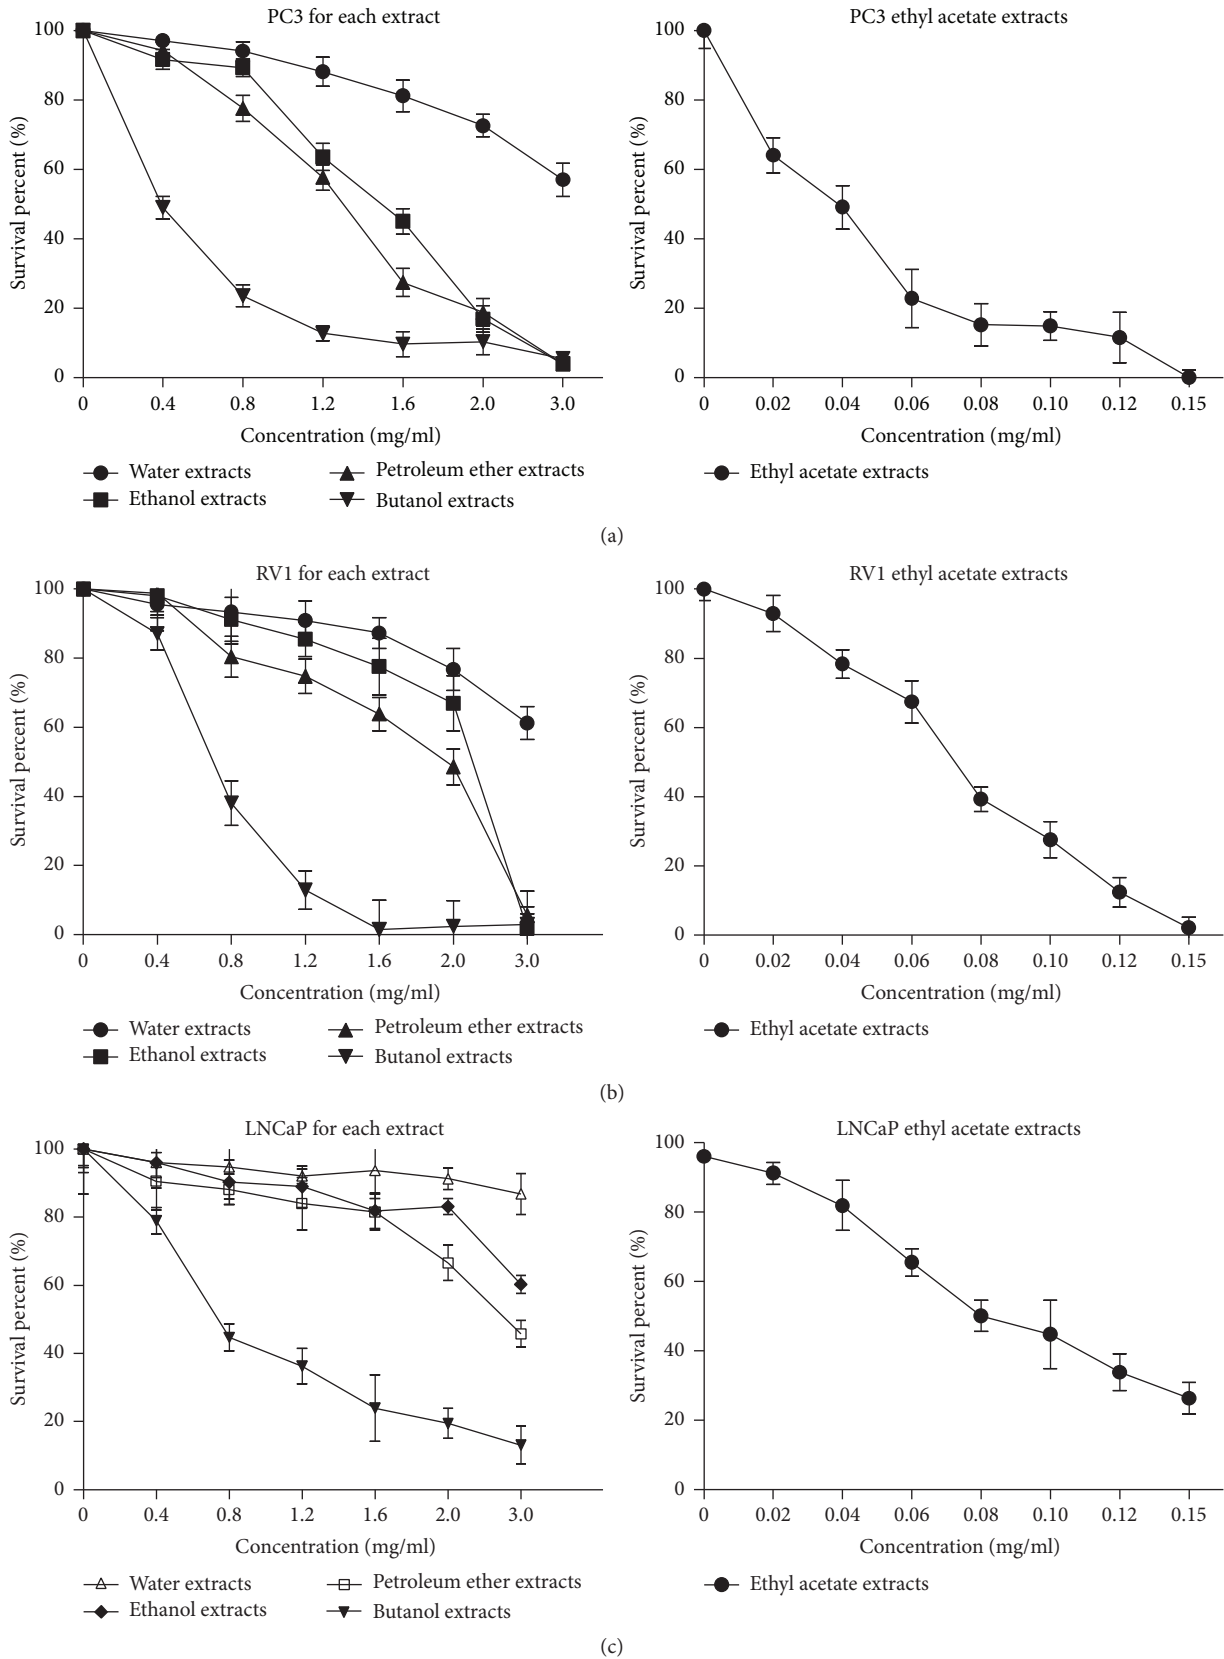 PC3 for each extract
100
80
60
40
20
0
Survival percent (%)
0 0.4 0.8 1.2 1.6 2.0 3.0
Concentration (mg/ml)
Water extracts
Petroleum ether extracts
Ethanol extracts
Butanol extracts
PC3 ethyl acetate extracts
100
80
60
40
20
0
Survival percent (%)
0 0.02 0.04 0.06 0.08 0.10 0.12 0.15
Concentration (mg/ml)
Ethyl acetate extracts
(a)
RV1 for each extract
100
80
60
40
20
0
Survival percent (%)
0 0.4 0.8 1.2 1.6 2.0 3.0
Concentration (mg/ml)
Water extracts
Petroleum ether extracts
Ethanol extracts
Butanol extracts
RV1 ethyl acetate extracts
100
80
60
40
20
0
Survival percent (%)
0 0.02 0.04 0.06 0.08 0.10 0.12 0.15
Concentration (mg/ml)
Ethyl acetate extracts
(b)
LNCaP for each extract
100
80
60
40
20
0
Survival percent (%)
0 0.4 0.8 1.2 1.6 2.0 3.0
Concentration (mg/ml)
Water extracts
Petroleum ether extracts
Ethanol extracts
Butanol extracts
LNCaP ethyl acetate extracts
100
80
60
40
20
0
Survival percent (%)
0 0.02 0.04 0.06 0.08 0.10 0.12 0.15
Concentration (mg/ml)
Ethyl acetate extracts
(c)